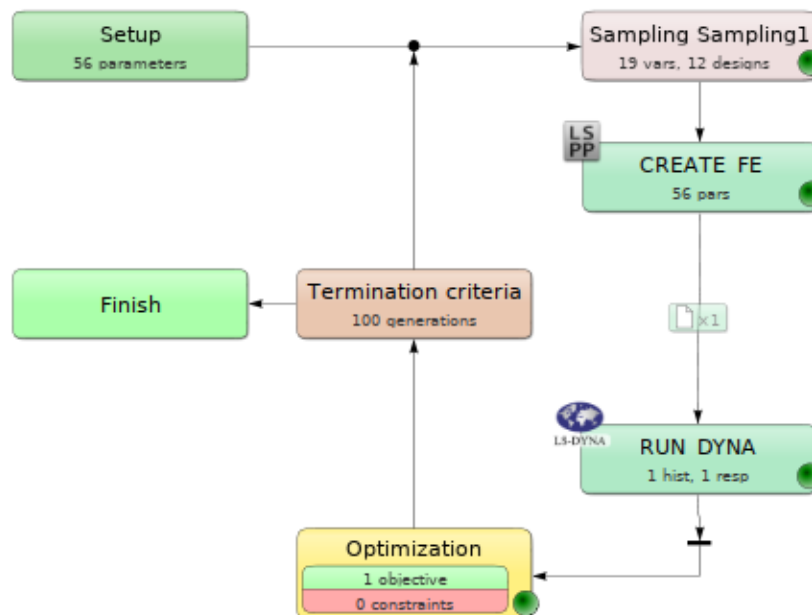 Setup
56 parameters
Sampling Sampling1
19 vars, 12 designs
LS
PP
CREATE FE
56 pars
Finish
Termination criteria
100 generations
x1
LS-DYNA
RUN DYNA
1 hist, 1 resp
Optimization
1 objective
0 constraints